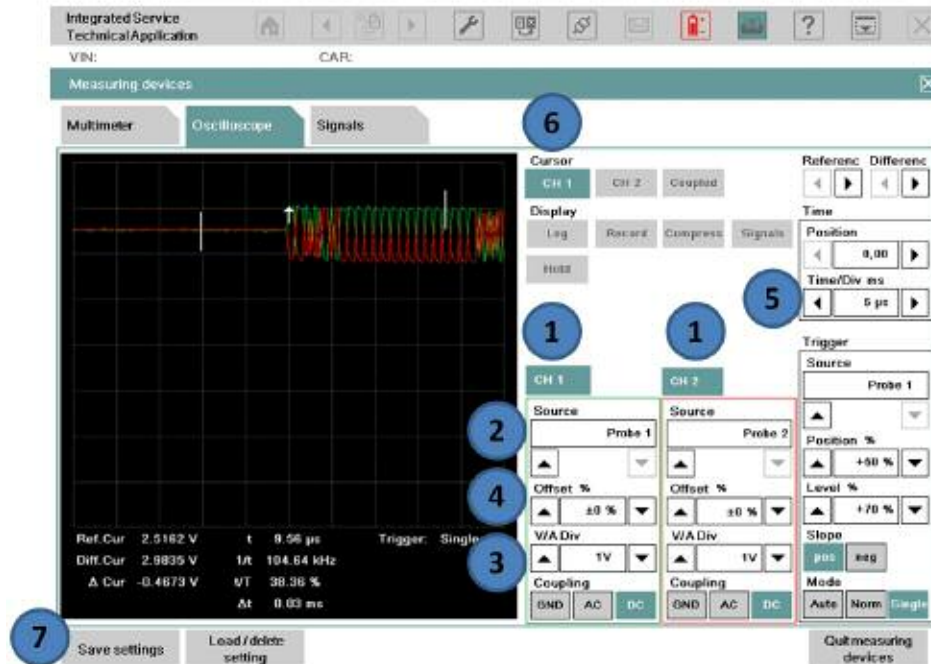 Integrated Service
Technical Application
VIN: CAR:
Measuring devices
Multimeter Oscilloscope Signals
6
Cursor
CH 1 CH 2 Coupled
Referenc Differenc
Display
Log Record Compress Signals
Hold
Time
Position
0,00
Time/Div ms
5 5 µs
1 1
CH 1 CH 2
Trigger
Source
Probe 1
Source Source
2 Probe 1 Probe 2
Position %
+60 %
4 Offset % Offset %
±0 % ±0 %
Level %
+70 %
V/A Div V/A Div
3 1V 1V
Slope
pos neg
Coupling Coupling
GND AC DC GND AC DC
Mode
Auto Norm Single
Ref.Cur 2.5162 V t 9.56 µs Trigger: Single
Diff.Cur 2.9835 V 1/t 104.64 kHz
Δ Cur -0.4673 V t/T 38.36 %
Δt 0.03 ms
7 Save settings Load / delete
setting
Quit measuring
devices